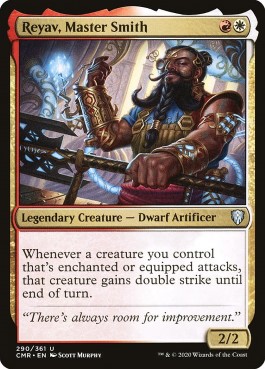 Reyav, Master Smith
Legendary Creature — Dwarf Artificer
Whenever a creature you control
that's enchanted or equipped attacks,
that creature gains double strike until
end of turn.
"There's always room for improvement."
2/2
290/361 U
CMR • EN SCOTT MURPHY
™ & © 2020 Wizards of the Coast